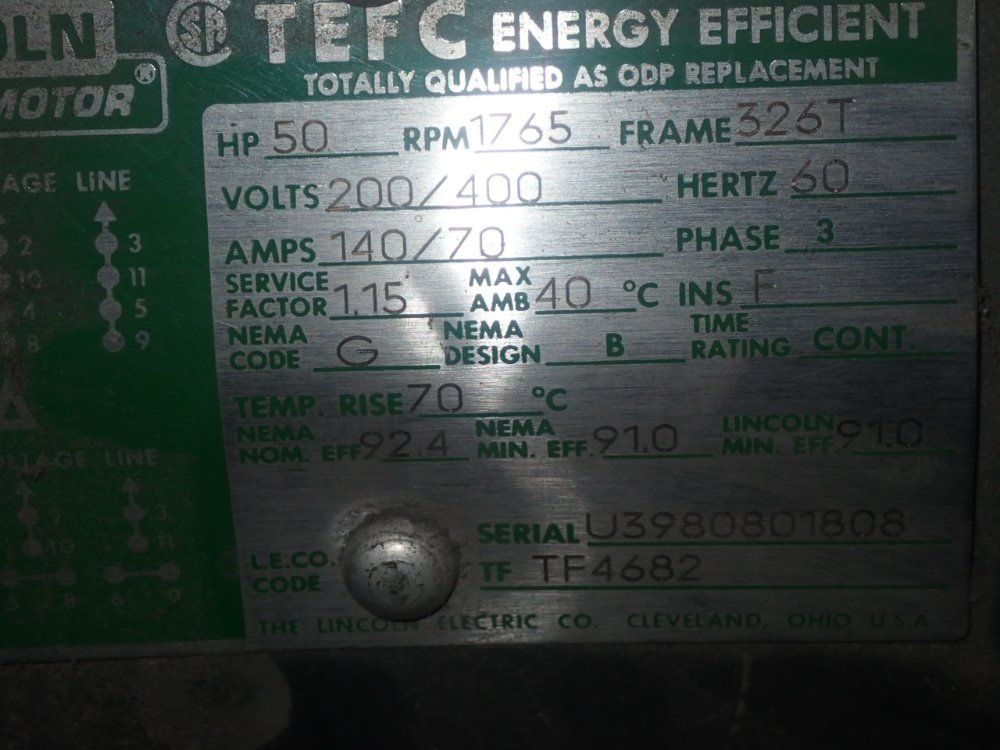 OLN SA TEFC ENERGY EFFICIENT
MOTOR® TOTALLY QUALIFIED AS ODP REPLACEMENT
HP 50 RPM 1765 FRAME 326T
VOLTS 200/400 HERTZ 60
AMPS 140/70 PHASE 3
SERVICE FACTOR 1.15 MAX AMB 40 °C INS F
NEMA CODE G NEMA DESIGN B TIME RATING CONT.
TEMP. RISE 70 °C
NEMA NOM. EFF 92.4 NEMA MIN. EFF. 91.0 LINCOLN MIN. EFF. 91.0
SERIAL U3980801808
L.E.CO. CODE TF TF4682
THE LINCOLN ELECTRIC CO. CLEVELAND, OHIO U.S.A
AGE LINE
2 3
10 11
4 5
8 9
OLTAGE LINE